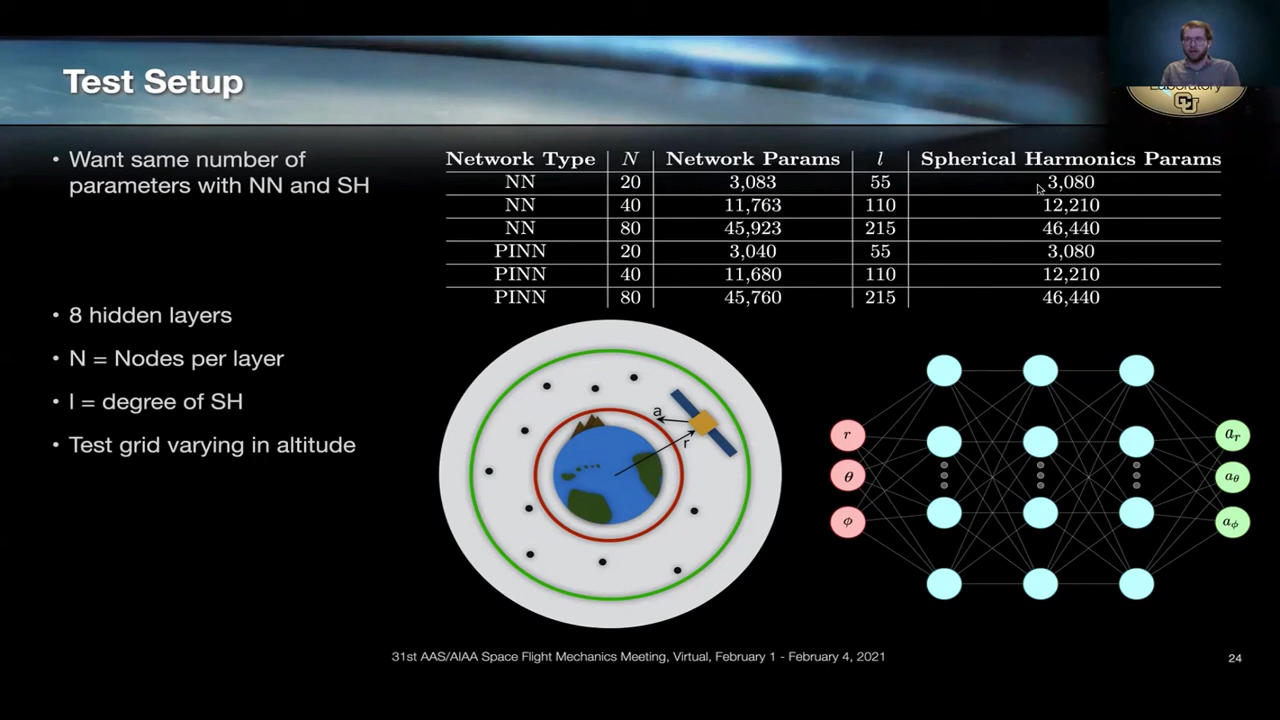 Test Setup
Laboratory
CU
• Want same number of
parameters with NN and SH
• 8 hidden layers
• N = Nodes per layer
• l = degree of SH
• Test grid varying in altitude
Network Type N Network Params l Spherical Harmonics Params
NN 20 3,083 55 3,080
NN 40 11,763 110 12,210
NN 80 45,923 215 46,440
PINN 20 3,040 55 3,080
PINN 40 11,680 110 12,210
PINN 80 45,760 215 46,440
a
r
r
θ
ϕ
a_r
a_θ
a_ϕ
31st AAS/AIAA Space Flight Mechanics Meeting, Virtual, February 1 - February 4, 2021
24